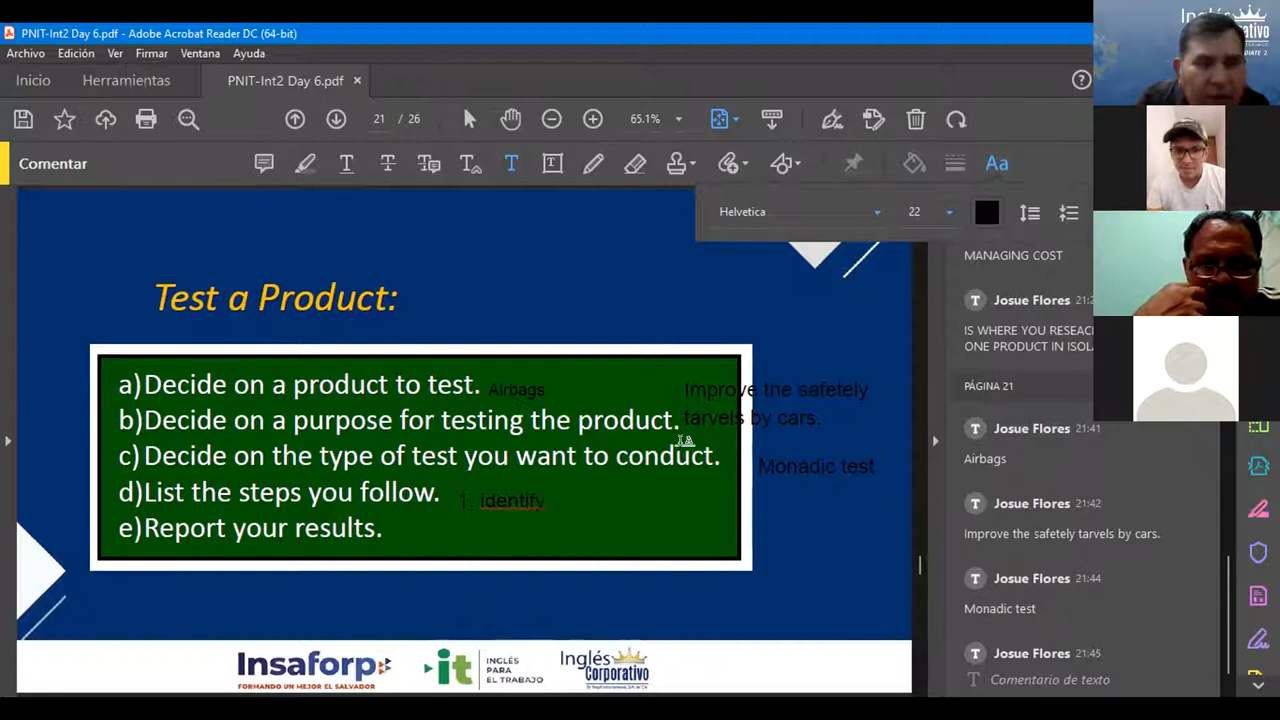 PNIT-Int2 Day 6.pdf - Adobe Acrobat Reader DC (64-bit)
Archivo Edición Ver Firmar Ventana Ayuda
Inicio Herramientas PNIT-Int2 Day 6.pdf ×
21 / 26 65.1%
Comentar
Helvetica 22 Aa
Test a Product:
a)Decide on a product to test. Airbags
Improve the safetely
tarvels by cars.
b)Decide on a purpose for testing the product.
c)Decide on the type of test you want to conduct.
Monadic test
d)List the steps you follow. 1. identify
e)Report your results.
Insaforp
FORMANDO UN MEJOR EL SALVADOR
it INGLÉS
PARA
EL TRABAJO
Inglés
Corporativo
MANAGING COST
Josue Flores
IS WHERE YOU RESEAC
ONE PRODUCT IN ISOL
PÁGINA 21
Josue Flores 21:41
Airbags
Josue Flores 21:42
Improve the safetely tarvels by cars.
Josue Flores 21:44
Monadic test
Josue Flores 21:45
Comentario de texto